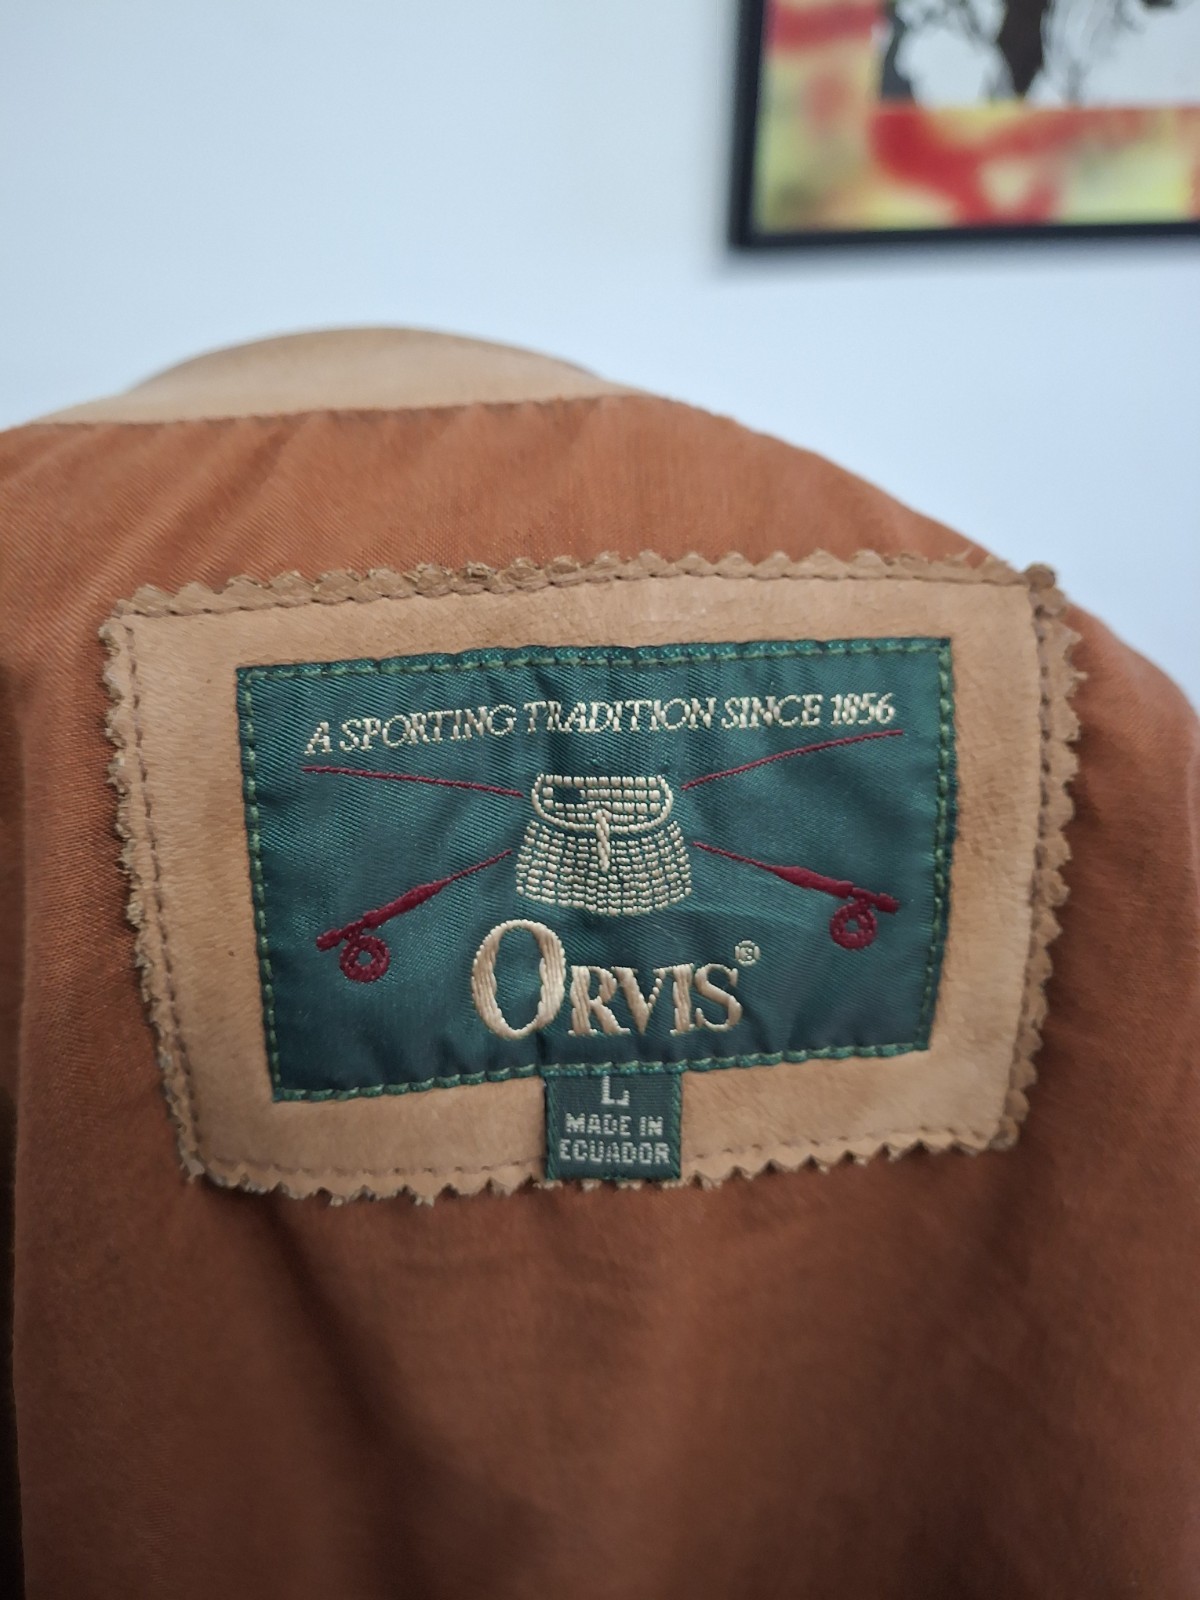 A SPORTING TRADITION SINCE 1856
ORVIS®
L
MADE IN
ECUADOR